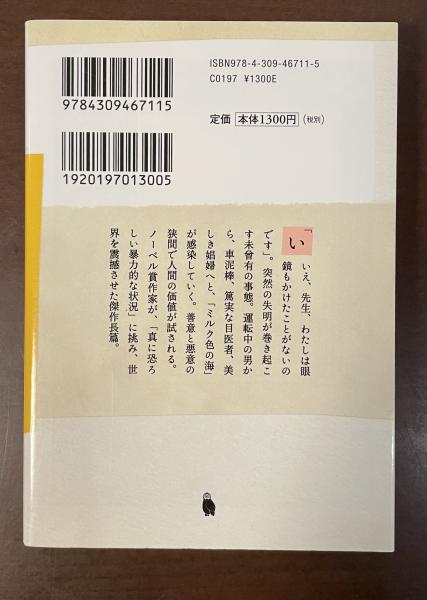 ISBN978-4-309-46711-5
C0197 ¥1300E
定価 本体1300円 (税別)
9784309467115
1920197013005
「いいえ、先生、わたしは眼
鏡もかけたことがないの
です」。突然の失明が巻き起こ
す未曾有の事態。運転中の男か
ら、車泥棒、篤実な目医者、美
しき娼婦へと、「ミルク色の海」
が感染していく。善意と悪意の
狭間で人間の価値が試される。
ノーベル賞作家が、「真に恐ろ
しい暴力的な状況」に挑み、世
界を震撼させた傑作長篇。